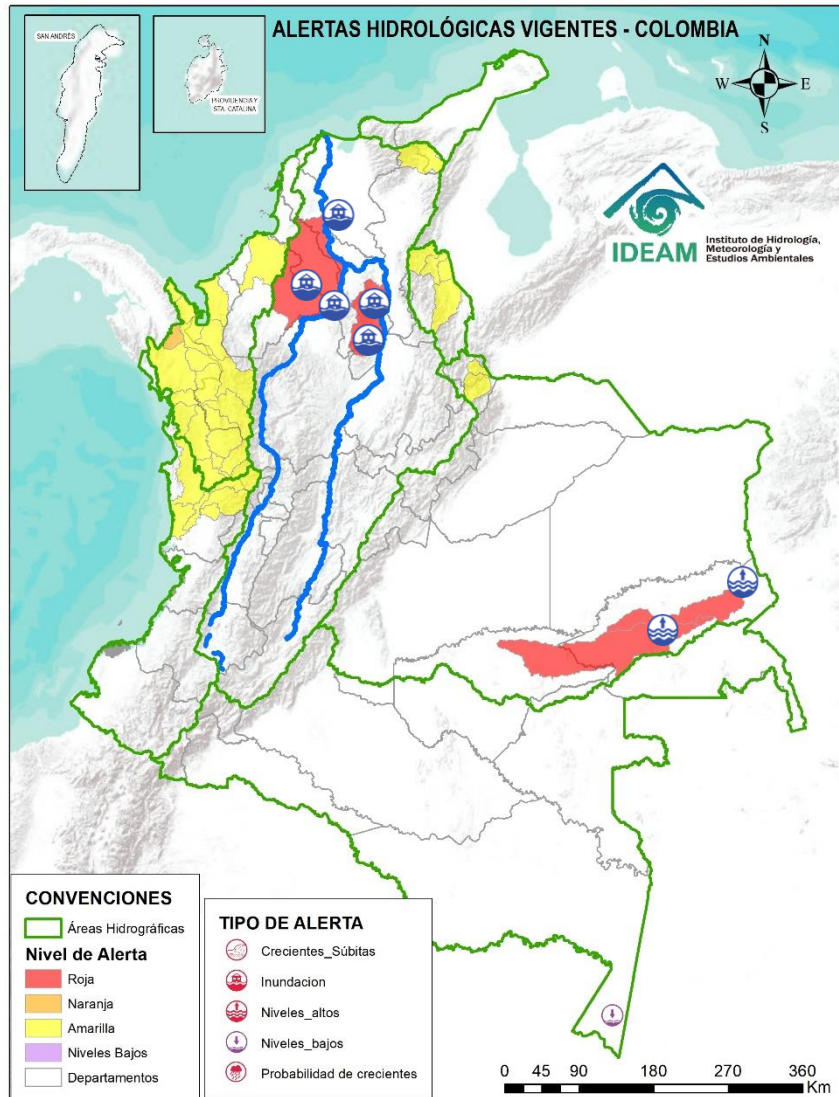 ALERTAS HIDROLÓGICAS VIGENTES - COLOMBIA
SAN ANDRÉS
PROVIDENCIA Y
STA. CATALINA
N
W
E
S
IDEAM
Instituto de Hidrología,
Meteorología y
Estudios Ambientales
CONVENCIONES
Áreas Hidrográficas
Nivel de Alerta
Roja
Naranja
Amarilla
Niveles Bajos
Departamentos
TIPO DE ALERTA
Crecientes_Súbitas
Inundacion
Niveles_altos
Niveles_bajos
Probabilidad de crecientes
0 45 90 180 270 360
Km